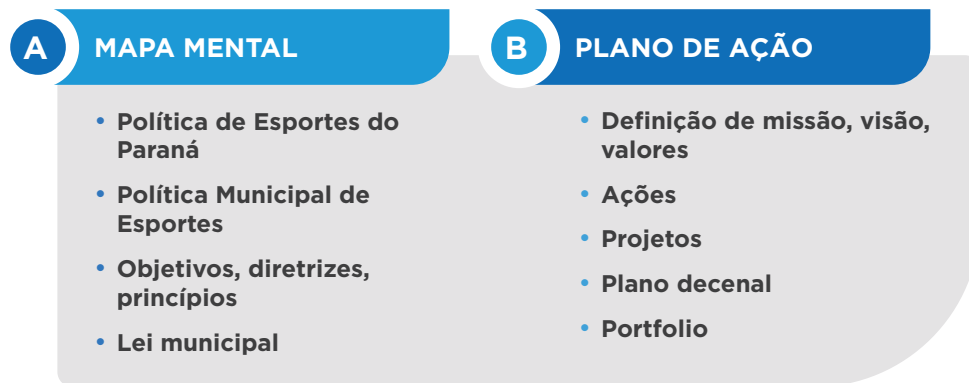 A MAPA MENTAL
• Política de Esportes do
Paraná
• Política Municipal de
Esportes
• Objetivos, diretrizes,
princípios
• Lei municipal
B PLANO DE AÇÃO
• Definição de missão, visão,
valores
• Ações
• Projetos
• Plano decenal
• Portfolio